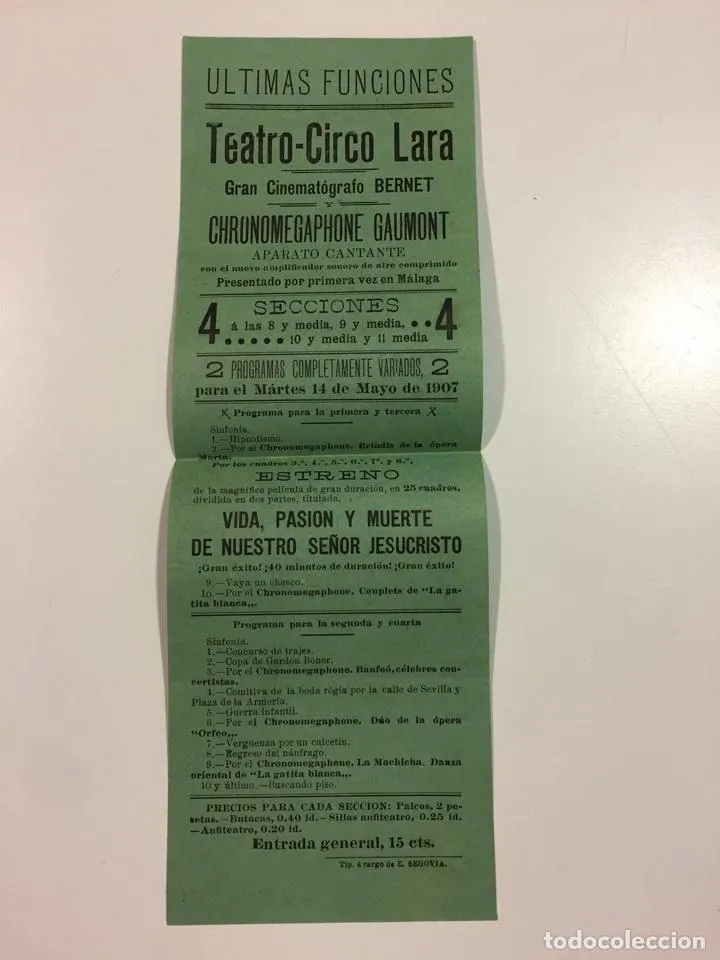 ULTIMAS FUNCIONES
Teatro-Circo Lara
Gran Cinematógrafo BERNET
Y
CHRONOMEGAPHONE GAUMONT
APARATO CANTANTE
con el nuevo amplificador sonoro de aire comprimido
Presentado por primera vez en Málaga
4 SECCIONES 4
á las 8 y media, 9 y media,
10 y media y 11 media
2 PROGRAMAS COMPLETAMENTE VARIADOS, 2
para el Mártes 14 de Mayo de 1907
Programa para la primera y tercera
Sinfonía.
1.—Hipnotismo.
2.—Por el Chronomegaphone. Brindis de la ópera
Marta.
Por los cuadros 3.º, 4.º, 5.º, 6.º, 7.º y 8.º,
ESTRENO
de la magnífica película de gran duración, en 25 cuadros,
dividida en dos partes, titulada,
VIDA, PASION Y MUERTE
DE NUESTRO SEÑOR JESUCRISTO
¡Gran éxito! ¡40 minutos de duración! ¡Gran éxito!
9.—Vaya un chasco.
10.—Por el Chronomegaphone. Couplets de “La ga-
tita blanca„.
Programa para la segunda y cuarta
Sinfonía.
1.—Concurso de trajes.
2.—Copa de Gardon Boner.
3.—Por el Chronomegaphone. Banfoó, célebres con-
certistas.
4.—Comitiva de la boda régia por la calle de Sevilla y
Plaza de la Armería.
5.—Guerra infantil.
6.—Por el Chronomegaphone. Dúo de la ópera
“Orfeo„.
7.—Verguenza por un calcetín.
8.—Regreso del náufrago.
9.—Por el Chronomegaphone. La Machicha. Danza
oriental de “La gatita blanca„.
10 y último.—Buscando piso.
PRECIOS PARA CADA SECCION: Palcos, 2 pe-
setas.—Butacas, 0.40 id.—Sillas anfiteatro, 0.25 id.
—Anfiteatro, 0.20 id.
Entrada general, 15 cts.
Tip. á cargo de E. SEGOVIA.
todocoleccion
todocoleccion